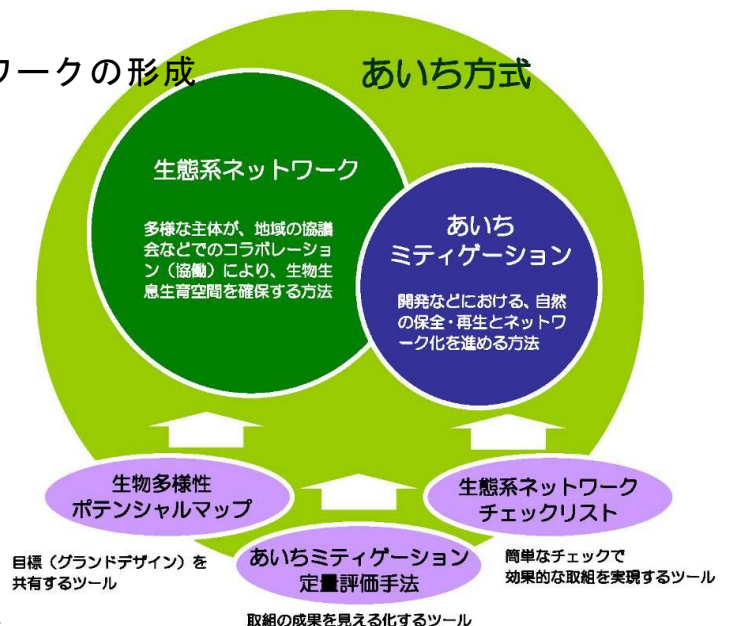 ワークの形成
あいち方式
生態系ネットワーク
多様な主体が、地域の協議
会などでのコラボレーショ
ン（協働）により、生物生
息生育空間を確保する方法
あいち
ミティゲーション
開発などにおける、自然
の保全・再生とネットワ
ーク化を進める方法
生物多様性
ポテンシャルマップ
目標（グランドデザイン）を
共有するツール
あいちミティゲーション
定量評価手法
取組の成果を見える化するツール
生態系ネットワーク
チェックリスト
簡単なチェックで
効果的な取組を実現するツール